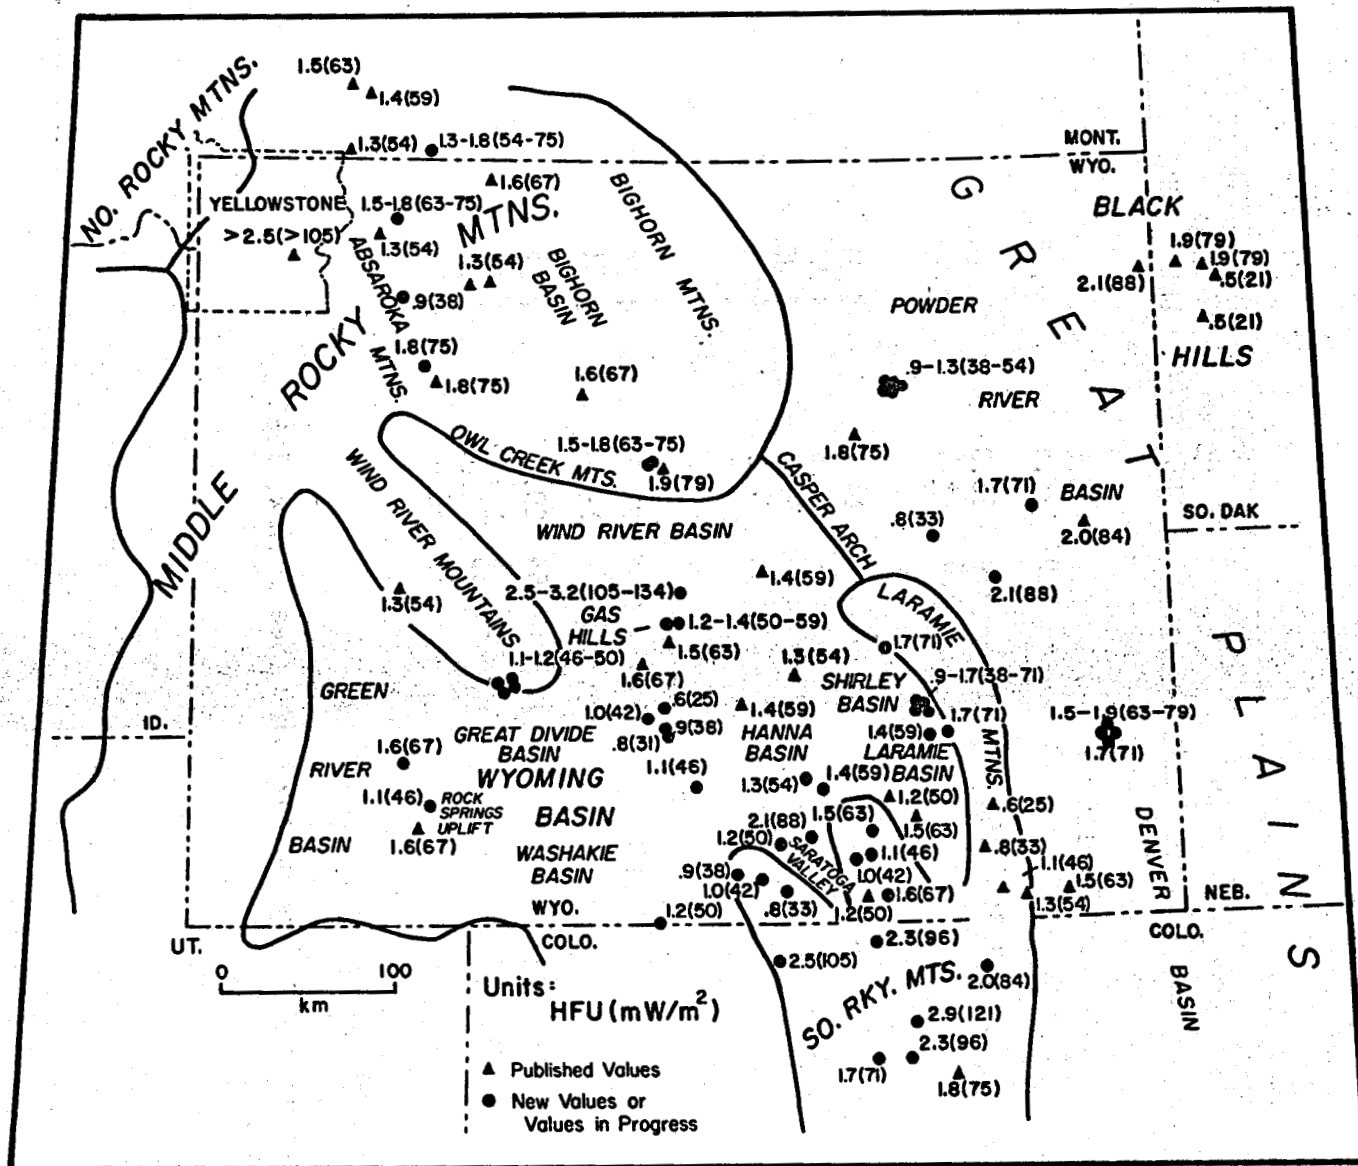 1.5(63)
1.4(59)
NO. ROCKY MTNS.
1.3(54)
1.3-1.8(54-75)
MONT.
WYO.
1.6(67)
YELLOWSTONE
>2.5(>105)
1.5-1.8(63-75)
1.3(54)
MIDDLE ROCKY MTNS.
1.3(54)
ABSAROKA MTNS.
.9(38)
BIGHORN
BASIN
BIGHORN MTNS.
GREAT PLAINS
BLACK
HILLS
1.9(79)
1.9(79)
2.1(88)
.5(21)
.5(21)
POWDER
RIVER
BASIN
.9-1.3(38-54)
1.8(75)
1.8(75)
1.6(67)
1.8(75)
OWL CREEK MTS.
1.5-1.8(63-75)
1.9(79)
CASPER ARCH
1.7(71)
2.0(84)
.8(33)
SO. DAK
WIND RIVER BASIN
WIND RIVER MOUNTAINS
1.3(54)
1.4(59)
2.1(88)
2.5-3.2(105-134)
GAS
HILLS
1.2-1.4(50-59)
1.5(63)
1.6(67)
1.3(54)
LARAMIE
MTNS.
1.7(71)
1.1-1.2(46-50)
SHIRLEY
BASIN
.9-1.7(38-71)
GREEN
RIVER
BASIN
1.0(42)
.6(25)
.9(38)
.8(31)
1.4(59)
HANNA
BASIN
1.7(71)
1.4(59)
LARAMIE
BASIN
1.5-1.9(63-79)
1.7(71)
ID.
GREAT DIVIDE
BASIN
WYOMING
BASIN
1.6(67)
1.1(46)
1.1(46)
ROCK
SPRINGS
UPLIFT
1.6(67)
1.3(54)
1.4(59)
1.2(50)
1.5(63)
1.5(63)
.6(25)
.8(33)
DENVER
BASIN
WASHAKIE
BASIN
2.1(88)
1.2(50)
SARATOGA
VALLEY
1.1(46)
1.0(42)
1.6(67)
1.2(50)
1.1(46)
1.5(63)
1.3(54)
.9(38)
1.0(42)
.8(33)
1.2(50)
WYO.
COLO.
NEB.
COLO.
UT.
2.3(96)
2.5(105)
SO. RKY. MTS.
2.0(84)
2.9(121)
2.3(96)
1.7(71)
1.8(75)
0 100
km
Units:
HFU (mW/m²)
Published Values
New Values or
Values in Progress